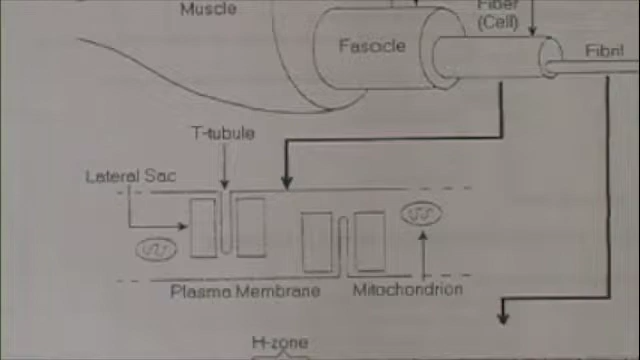 Muscle
Fiber
(Cell)
Fascicle
Fibril
T-tubule
Lateral Sac
Plasma Membrane
Mitochondrion
H-zone